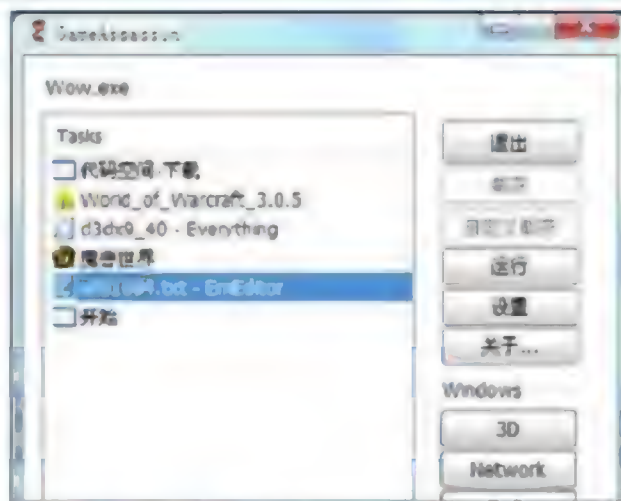 GameAssassin
Wow.exe
Tasks
代码空间-下载
World_of_Warcraft_3.0.5
d3dx9_40 - Everything
魔兽世界
.txt - EmEditor
开始
退出
运行
设置
关于...
Windows
3D
Network